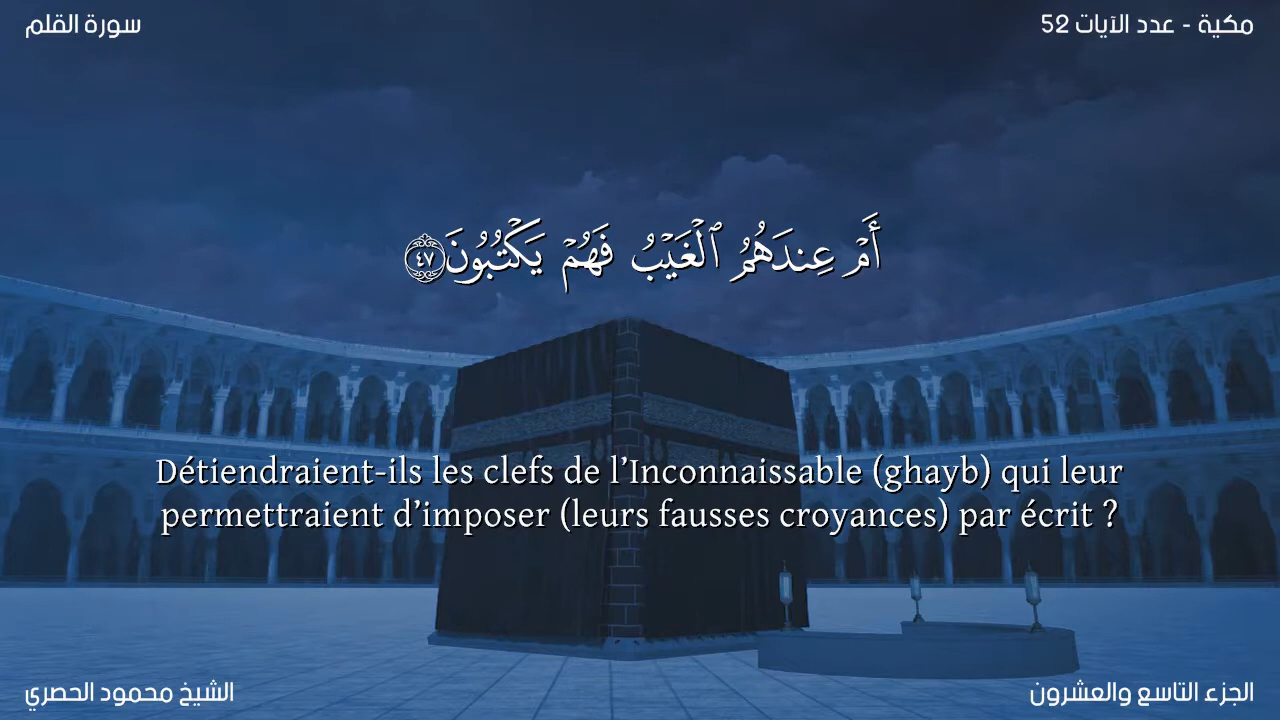 سورة القلم
مكية - عدد الآيات 52
أَمْ عِندَهُمُ ٱلْغَيْبُ فَهُمْ يَكْتُبُونَ ٤٧
Détiendraient-ils les clefs de l’Inconnaissable (ghayb) qui leur
permettraient d’imposer (leurs fausses croyances) par écrit ?
الشيخ محمود الحصري
الجزء التاسع والعشرون